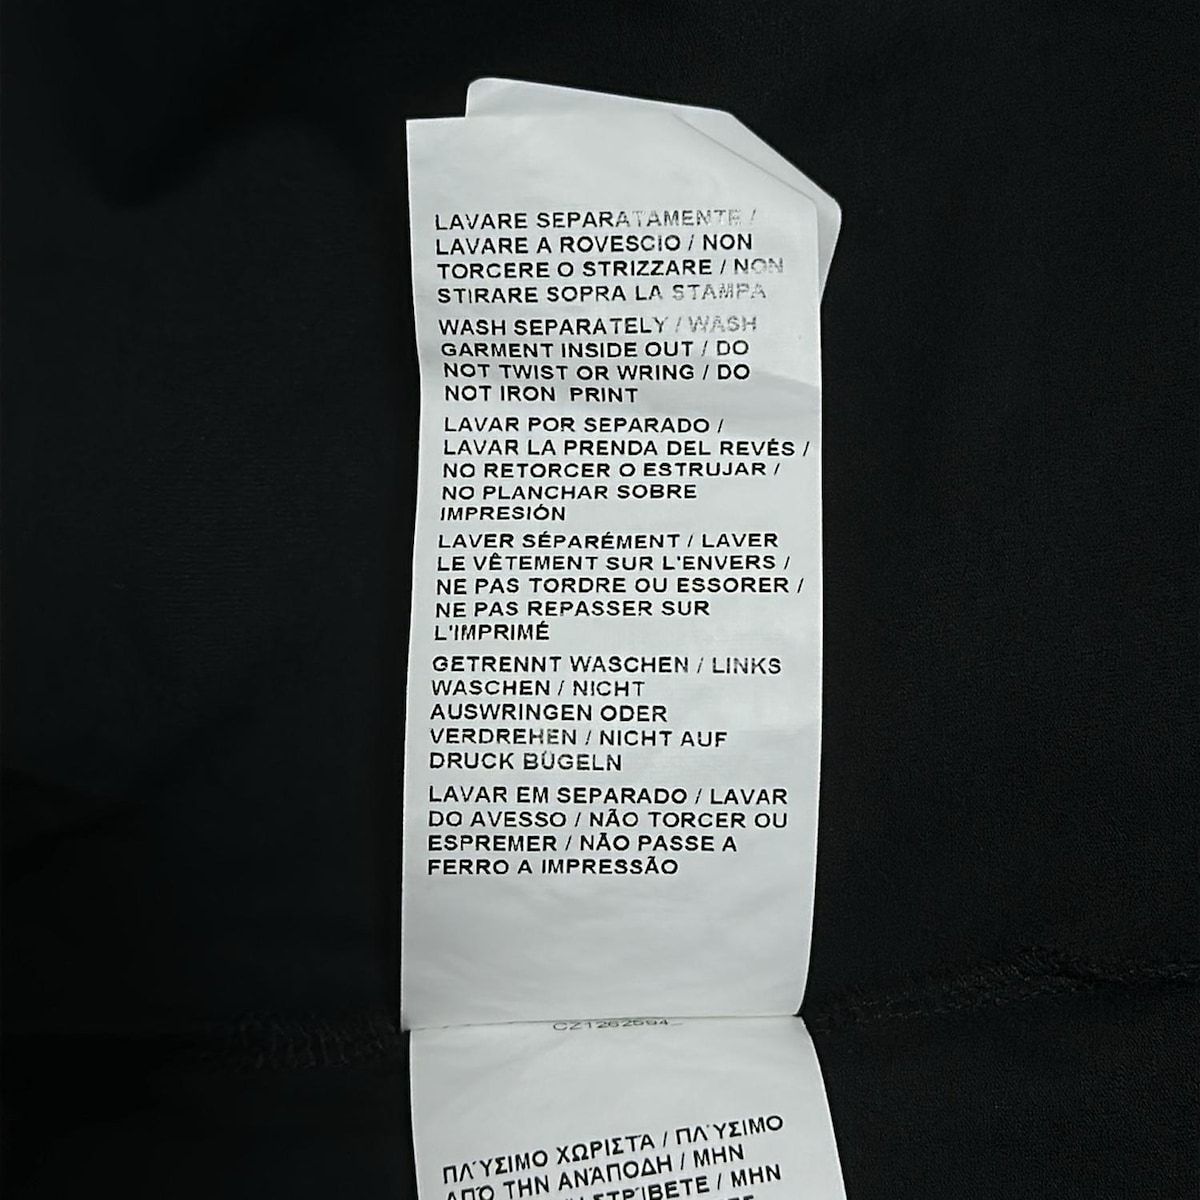 LAVARE SEPARATAMENTE /
LAVARE A ROVESCIO / NON
TORCERE O STRIZZARE / NON
STIRARE SOPRA LA STAMPA
WASH SEPARATELY / WASH
GARMENT INSIDE OUT / DO
NOT TWIST OR WRING / DO
NOT IRON PRINT
LAVAR POR SEPARADO /
LAVAR LA PRENDA DEL REVÉS /
NO RETORCER O ESTRUJAR /
NO PLANCHAR SOBRE
IMPRESIÓN
LAVER SÉPARÉMENT / LAVER
LE VÊTEMENT SUR L'ENVERS /
NE PAS TORDRE OU ESSORER /
NE PAS REPASSER SUR
L'IMPRIMÉ
GETRENNT WASCHEN / LINKS
WASCHEN / NICHT
AUSWRINGEN ODER
VERDREHEN / NICHT AUF
DRUCK BÜGELN
LAVAR EM SEPARADO / LAVAR
DO AVESSO / NÃO TORCER OU
ESPREMER / NÃO PASSE A
FERRO A IMPRESSÃO
ΠΛΎΣΙΜΟ ΧΩΡΙΣΤΑ / ΠΛΎΣΙΜΟ
ΑΠΌ ΤΗΝ ΑΝΆΠΟΔΗ / ΜΗΝ
ΣΤΡΊΒΕΤΕ / ΜΗΝ